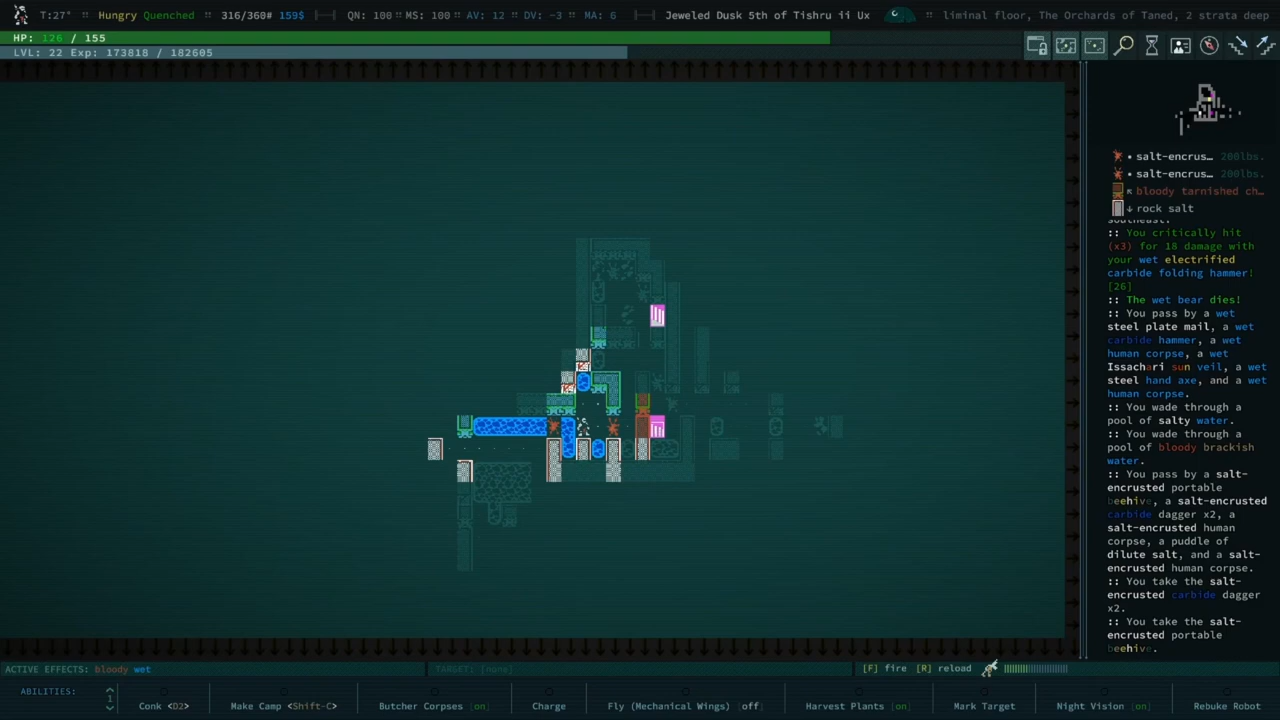 T:27° Hungry Quenched 316/360# 159$ QN: 100 MS: 100 AV: 12 DV: -3 MA: 6 Jeweled Dusk 5th of Tishru ii Ux liminal floor, The Orchards of Taned, 2 strata deep
HP: 126 / 155
LVL: 22 Exp: 173818 / 182605
salt-encrus… 200lbs.
salt-encrus… 200lbs.
bloody tarnished ch…
rock salt
southeast.
:: You critically hit
(x3) for 18 damage with
your wet electrified
carbide folding hammer!
[26]
:: The wet bear dies!
:: You pass by a wet
steel plate mail, a wet
carbide hammer, a wet
human corpse, a wet
Issachari sun veil, a wet
steel hand axe, and a wet
human corpse.
:: You wade through a
pool of salty water.
:: You wade through a
pool of bloody brackish
water.
:: You pass by a salt-
encrusted portable
beehive, a salt-encrusted
carbide dagger x2, a
salt-encrusted human
corpse, a puddle of
dilute salt, and a salt-
encrusted human corpse.
:: You take the salt-
encrusted carbide dagger
x2.
:: You take the salt-
encrusted portable
beehive.
ACTIVE EFFECTS: bloody wet
TARGET: [none]
[F] fire [R] reload
ABILITIES:
1
Conk <D2>
Make Camp <Shift-C>
Butcher Corpses [on]
Charge
Fly (Mechanical Wings) [off]
Harvest Plants [on]
Mark Target
Night Vision [on]
Rebuke Robot